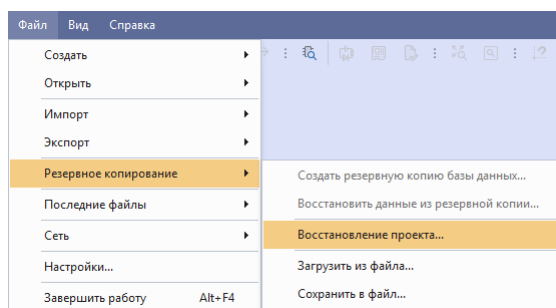 Файл Вид Справка
Создать
Открыть
Импорт
Экспорт
Резервное копирование
Создать резервную копию базы данных...
Последние файлы
Восстановить данные из резервной копии...
Сеть
Восстановление проекта...
Настройки...
Загрузить из файла...
Завершить работу Alt+F4
Сохранить в файл...